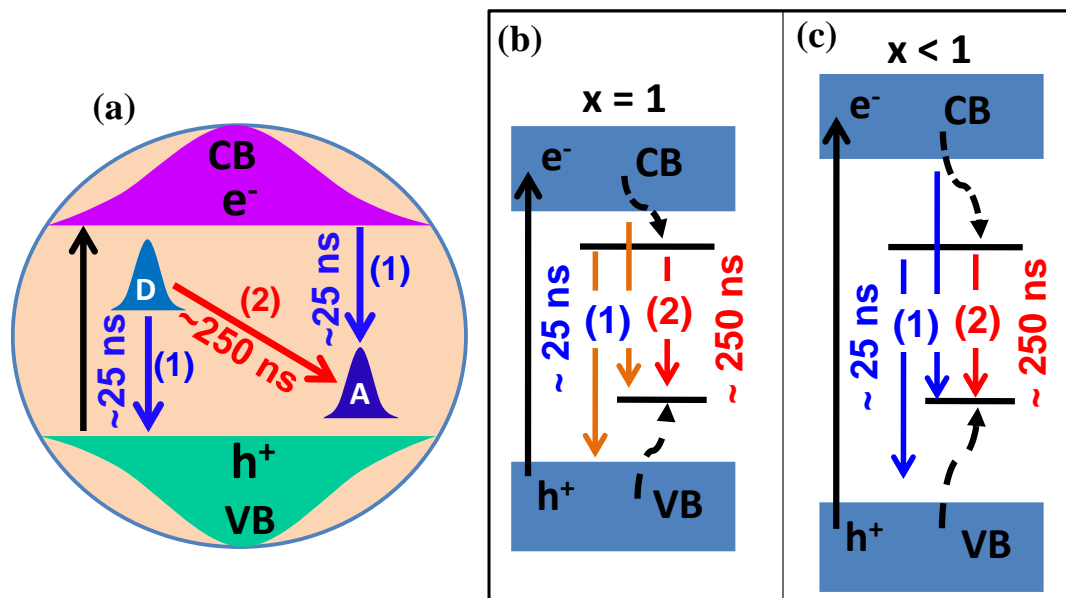 (a)
CB
e⁻
D
(1)
~25 ns
(2)
~250 ns
(1)
~25 ns
A
h⁺
VB
(b)
x = 1
e⁻
CB
~ 25 ns
(1)
(2)
~ 250 ns
h⁺
VB
(c)
x < 1
e⁻
CB
~ 25 ns
(1)
(2)
~ 250 ns
h⁺
VB